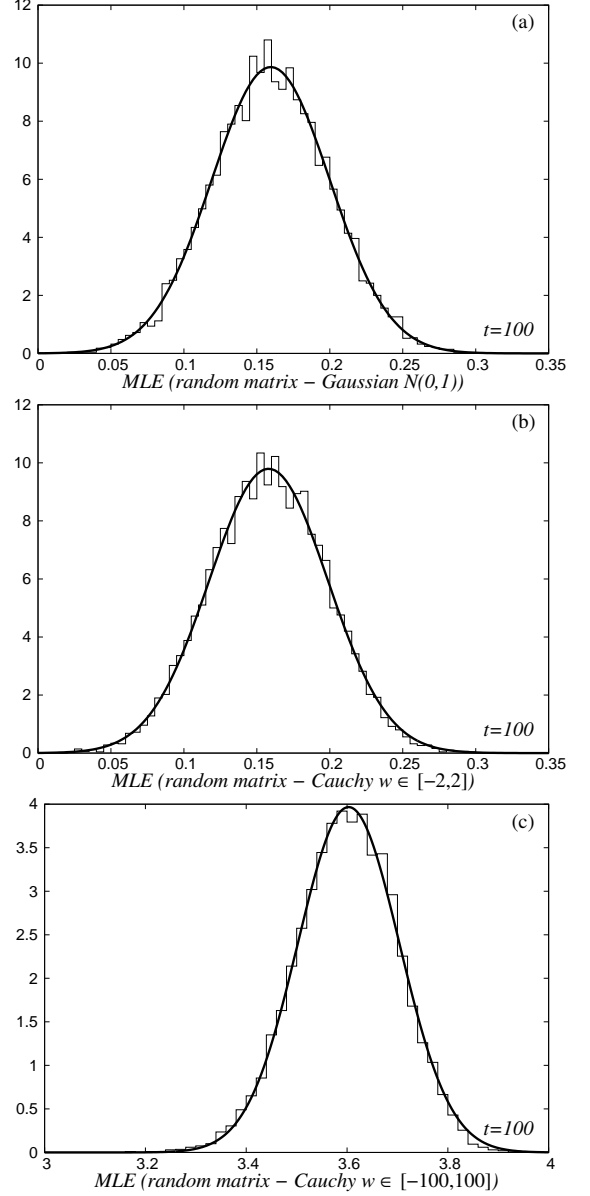 12
(a)
10
8
6
4
2
t=100
0
0 0.05 0.1 0.15 0.2 0.25 0.3 0.35
MLE (random matrix − Gaussian N(0,1))
12
(b)
10
8
6
4
2
t=100
0
0 0.05 0.1 0.15 0.2 0.25 0.3 0.35
MLE (random matrix − Cauchy w ∈ [−2,2])
4
(c)
3.5
3
2.5
2
1.5
1
0.5
t=100
0
3 3.2 3.4 3.6 3.8 4
MLE (random matrix − Cauchy w ∈ [−100,100])